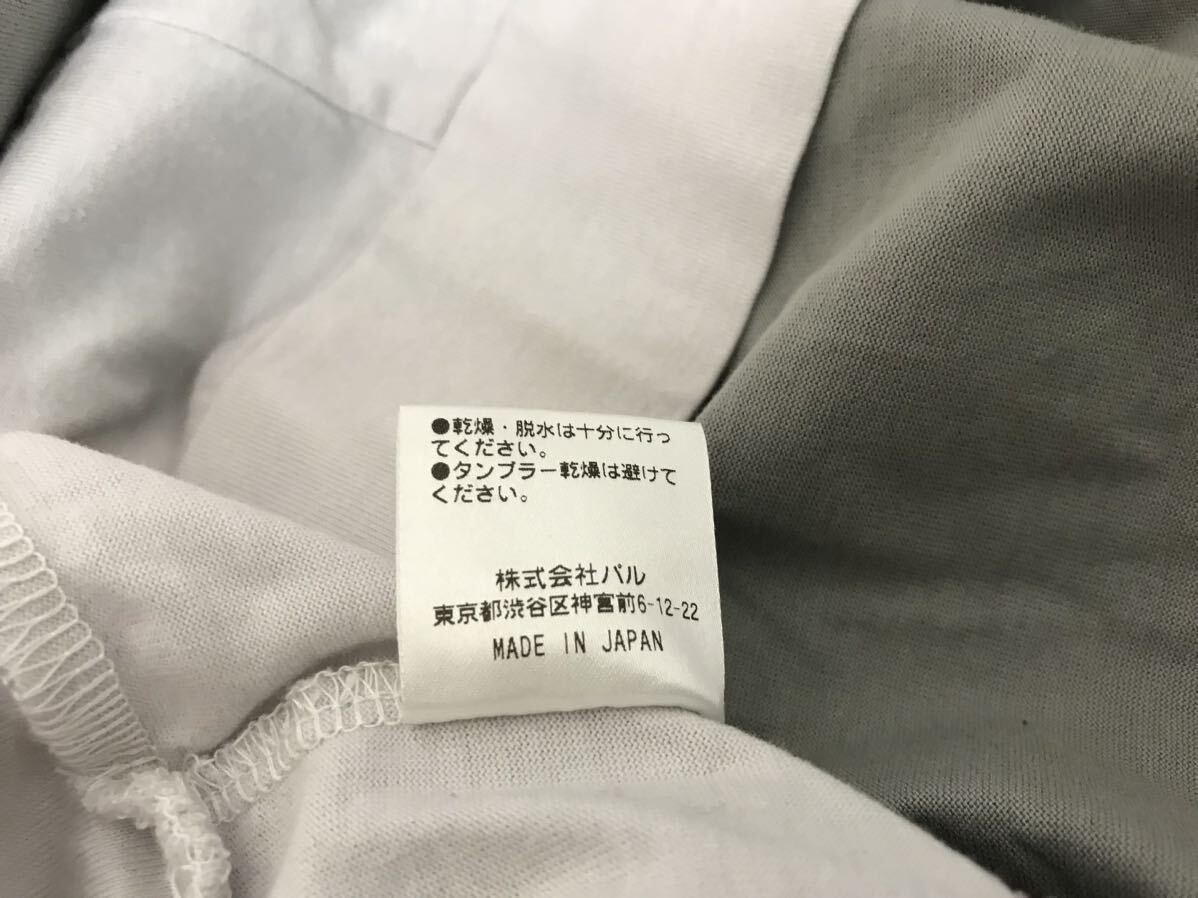 ●乾燥・脱水は十分に行っ
てください。
●タンブラー乾燥は避けて
ください。
株式会社パル
東京都渋谷区神宮前6-12-22
MADE IN JAPAN